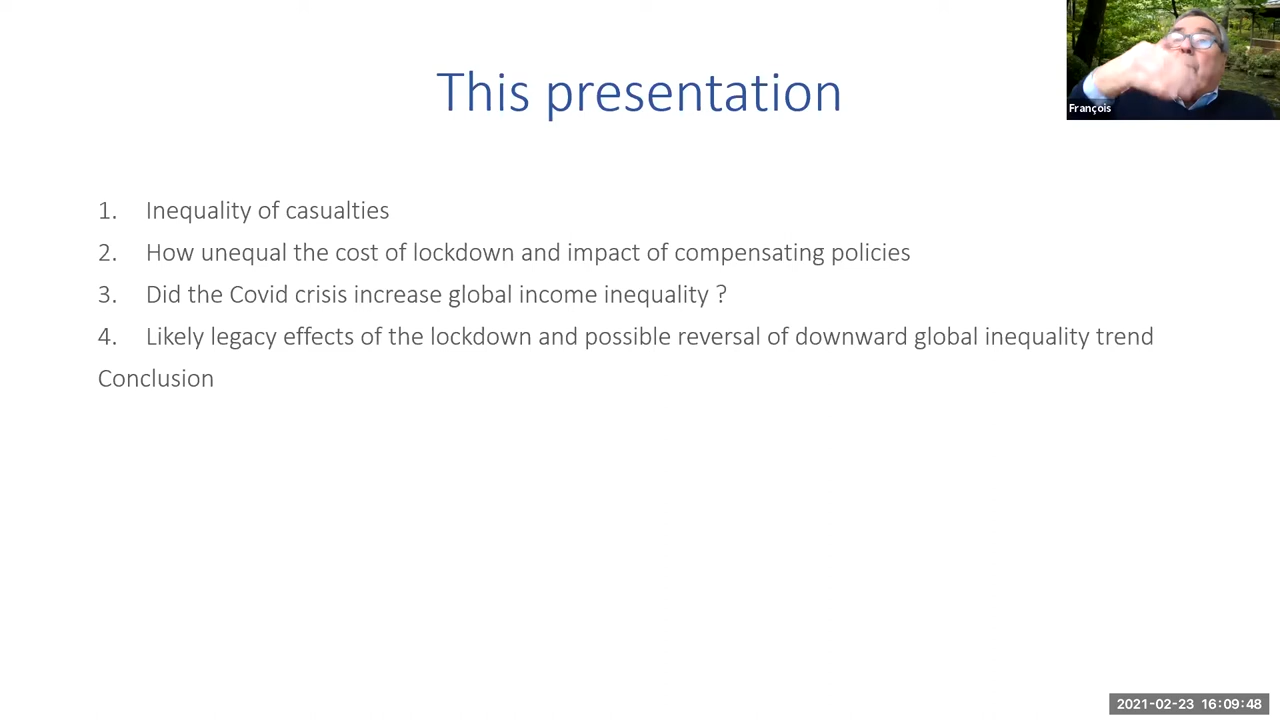 This presentation
François
1. Inequality of casualties
2. How unequal the cost of lockdown and impact of compensating policies
3. Did the Covid crisis increase global income inequality ?
4. Likely legacy effects of the lockdown and possible reversal of downward global inequality trend
Conclusion
2021-02-23 16:09:48